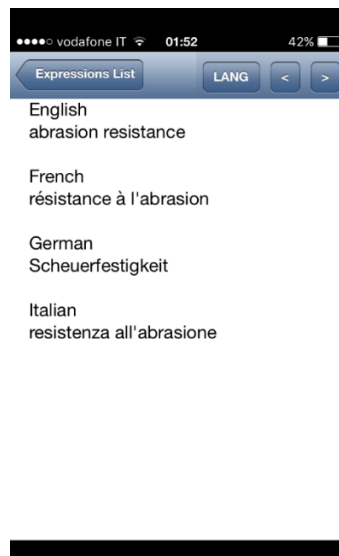 vodafone IT 01:52 42%
Expressions List LANG < >
English
abrasion resistance
French
résistance à l'abrasion
German
Scheuerfestigkeit
Italian
resistenza all'abrasione